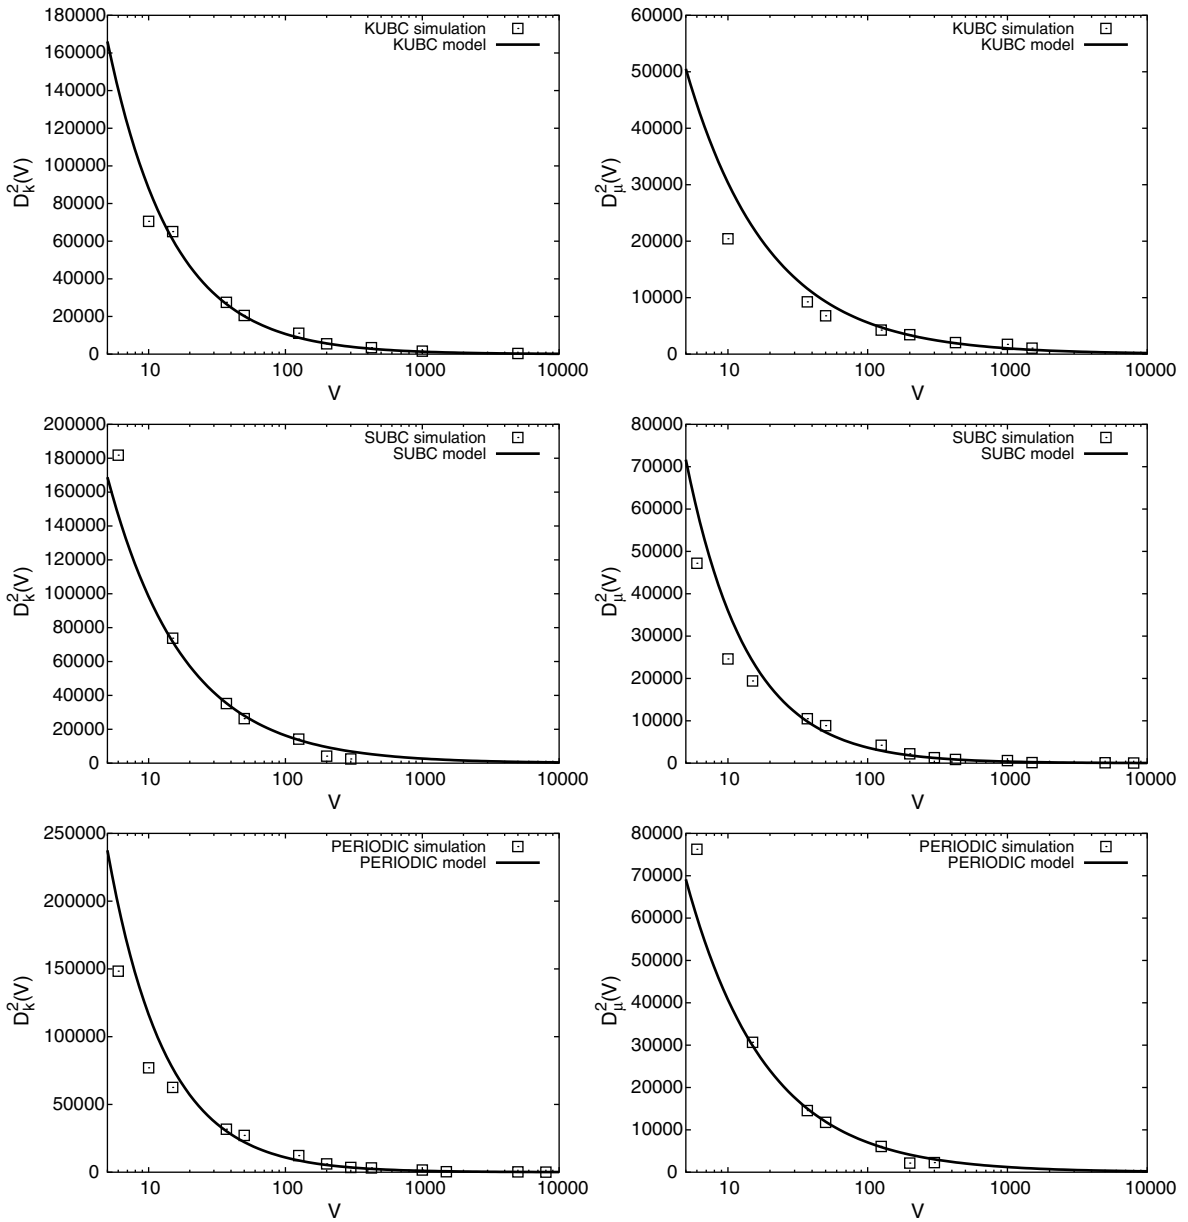 180000
160000
140000
120000
100000
80000
60000
40000
20000
0
10 100 1000 10000
V
D²k(V)
KUBC simulation
KUBC model
60000
50000
40000
30000
20000
10000
0
10 100 1000 10000
V
D²μ(V)
KUBC simulation
KUBC model
200000
180000
160000
140000
120000
100000
80000
60000
40000
20000
0
10 100 1000 10000
V
D²k(V)
SUBC simulation
SUBC model
80000
70000
60000
50000
40000
30000
20000
10000
0
10 100 1000 10000
V
D²μ(V)
SUBC simulation
SUBC model
250000
200000
150000
100000
50000
0
10 100 1000 10000
V
D²k(V)
PERIODIC simulation
PERIODIC model
80000
70000
60000
50000
40000
30000
20000
10000
0
10 100 1000 10000
V
D²μ(V)
PERIODIC simulation
PERIODIC model